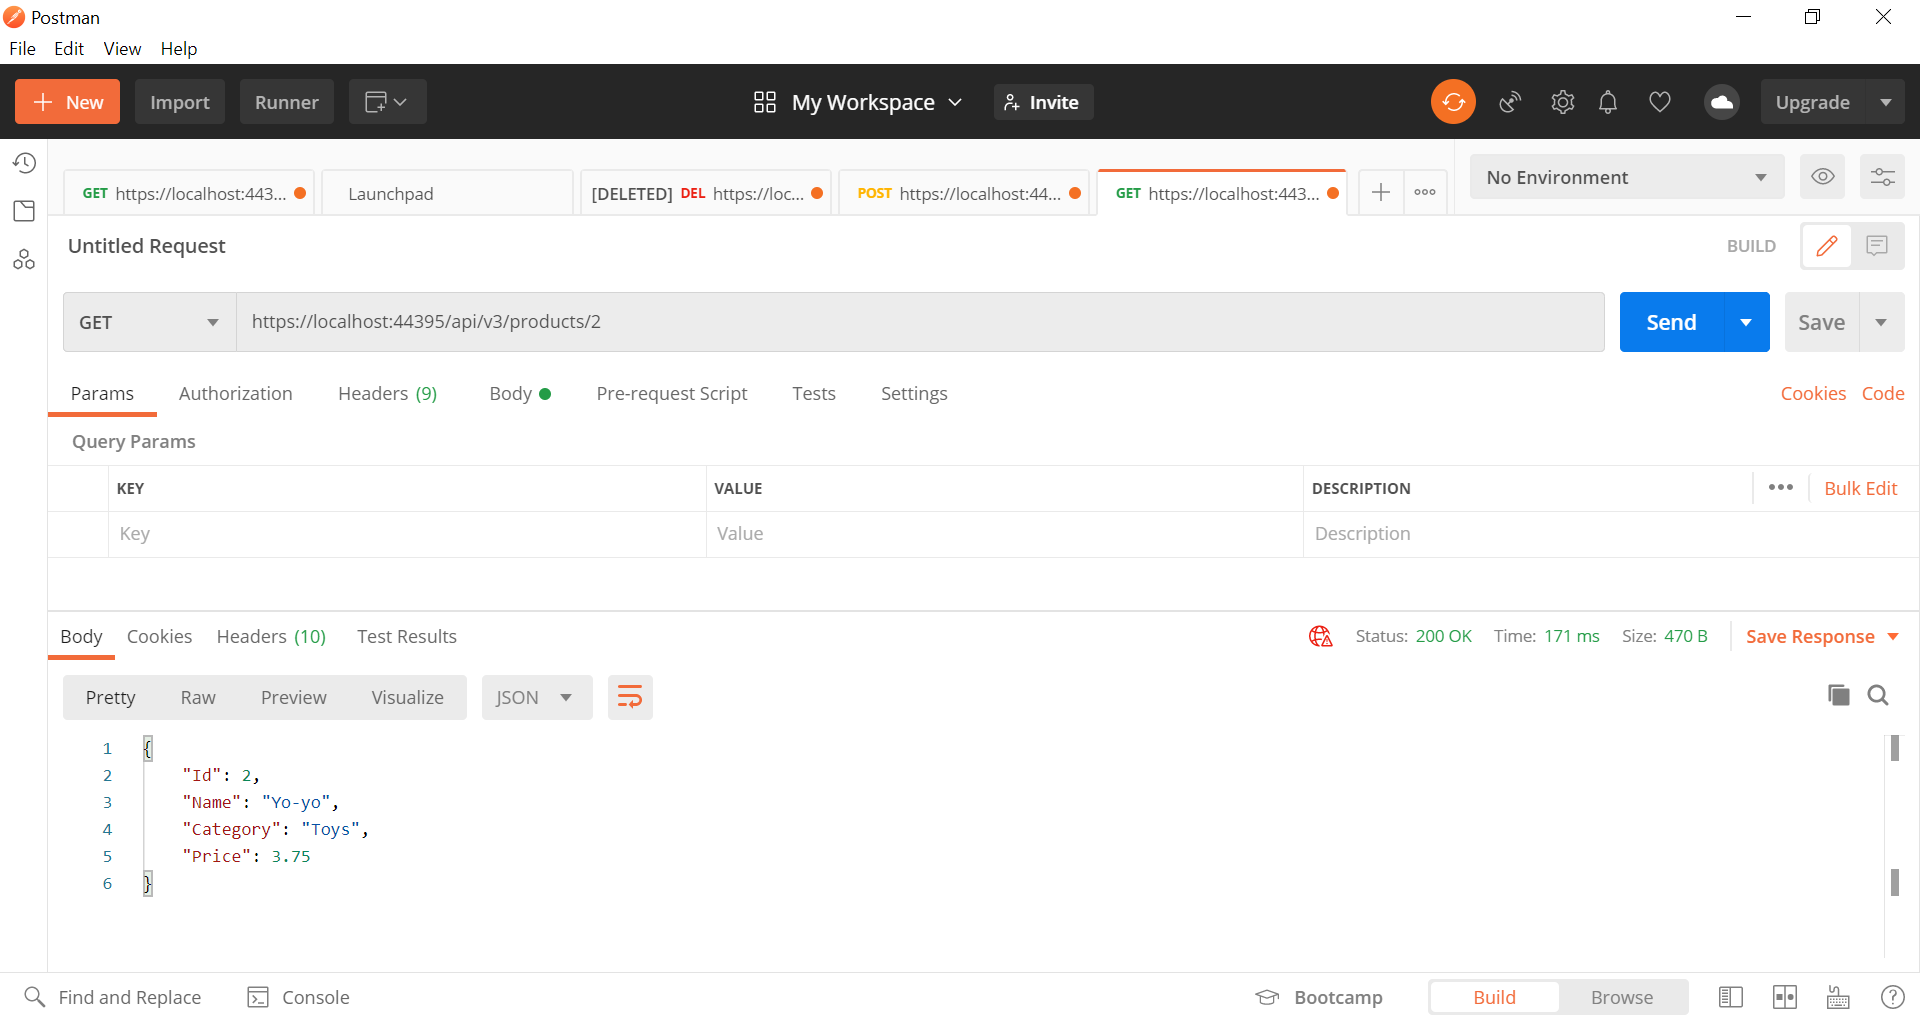 Postman
File Edit View Help
New Import Runner My Workspace Invite Upgrade
GET https://localhost:443... Launchpad [DELETED] DEL https://loc... POST https://localhost:44... GET https://localhost:443... No Environment
Untitled Request BUILD
GET https://localhost:44395/api/v3/products/2 Send Save
Params Authorization Headers (9) Body Pre-request Script Tests Settings Cookies Code
Query Params
KEY VALUE DESCRIPTION Bulk Edit
Key Value Description
Body Cookies Headers (10) Test Results Status: 200 OK Time: 171 ms Size: 470 B Save Response
Pretty Raw Preview Visualize JSON
1 {
2 "Id": 2,
3 "Name": "Yo-yo",
4 "Category": "Toys",
5 "Price": 3.75
6 }
Find and Replace Console Bootcamp Build Browse